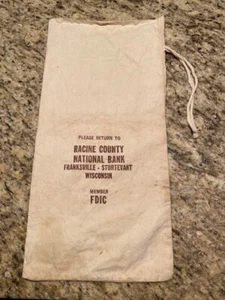 PLEASE RETURN TO
RACINE COUNTY
NATIONAL BANK
FRANKSVILLE - STURTEVANT
WISCONSIN
MEMBER
FDIC